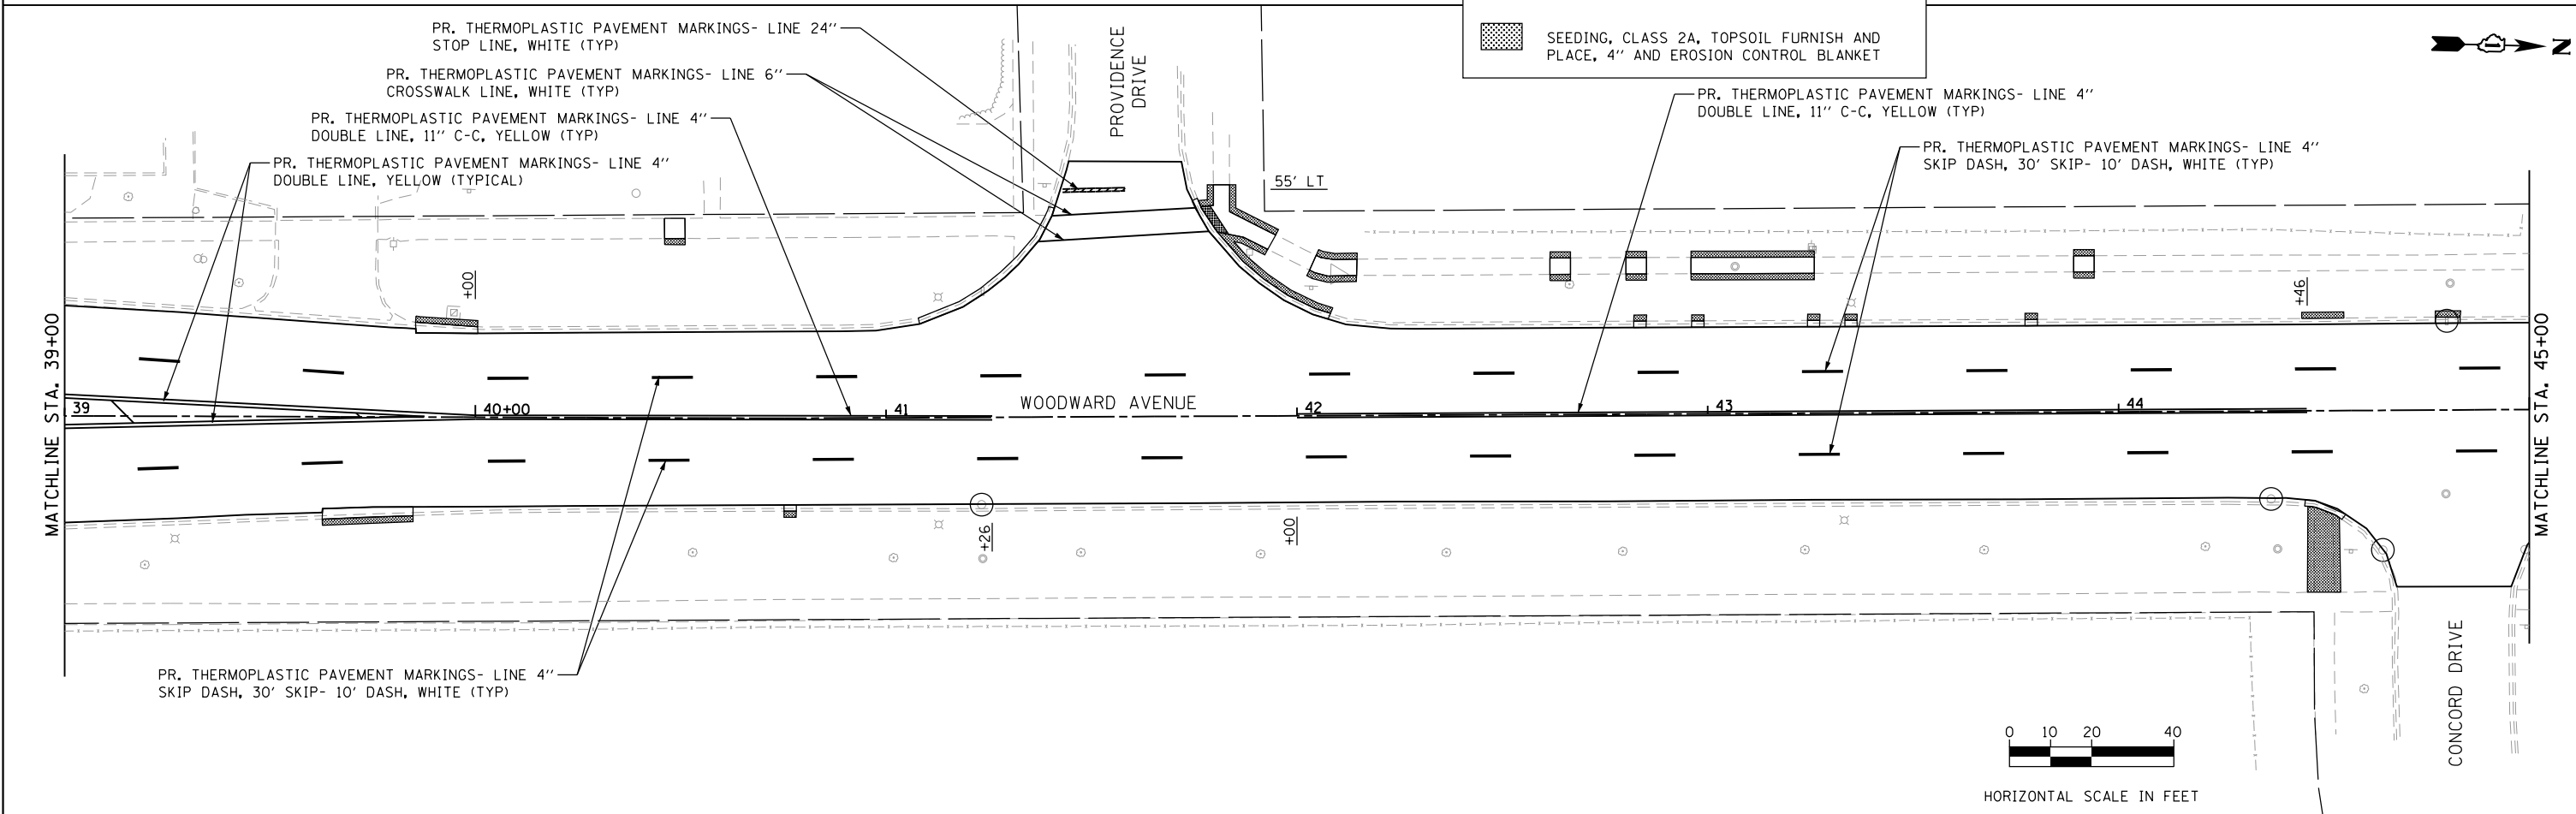 PR. THERMOPLASTIC PAVEMENT MARKINGS- LINE 24"
STOP LINE, WHITE (TYP)
PR. THERMOPLASTIC PAVEMENT MARKINGS- LINE 6"
CROSSWALK LINE, WHITE (TYP)
PR. THERMOPLASTIC PAVEMENT MARKINGS- LINE 4"
DOUBLE LINE, 11" C-C, YELLOW (TYP)
PR. THERMOPLASTIC PAVEMENT MARKINGS- LINE 4"
DOUBLE LINE, YELLOW (TYPICAL)
PROVIDENCE
DRIVE
SEEDING, CLASS 2A, TOPSOIL FURNISH AND
PLACE, 4" AND EROSION CONTROL BLANKET
N
PR. THERMOPLASTIC PAVEMENT MARKINGS- LINE 4"
DOUBLE LINE, 11" C-C, YELLOW (TYP)
PR. THERMOPLASTIC PAVEMENT MARKINGS- LINE 4"
SKIP DASH, 30' SKIP- 10' DASH, WHITE (TYP)
55' LT
+00
+46
MATCHLINE STA. 39+00
39
40+00
41
WOODWARD AVENUE
42
43
44
MATCHLINE STA. 45+00
+26
+00
PR. THERMOPLASTIC PAVEMENT MARKINGS- LINE 4"
SKIP DASH, 30' SKIP- 10' DASH, WHITE (TYP)
CONCORD DRIVE
0 10 20 40
HORIZONTAL SCALE IN FEET